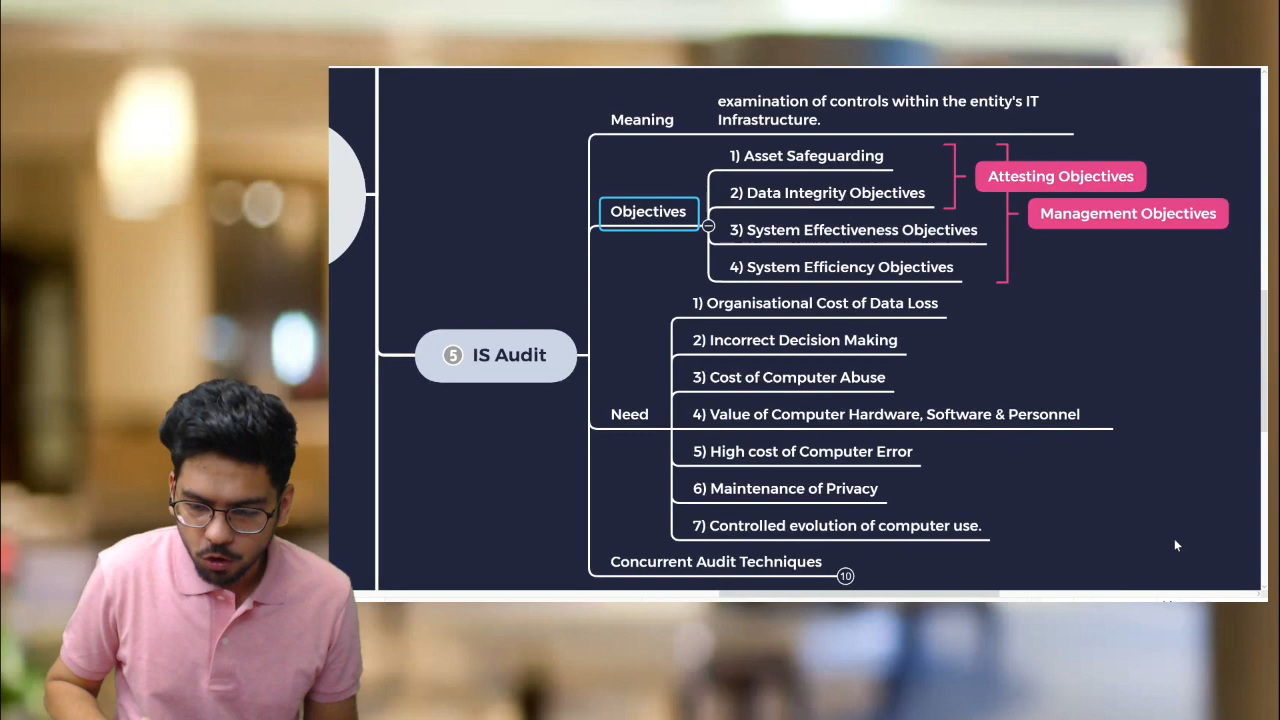 examination of controls within the entity's IT
Meaning
Infrastructure.
1) Asset Safeguarding
Attesting Objectives
2) Data Integrity Objectives
Objectives
Management Objectives
3) System Effectiveness Objectives
4) System Efficiency Objectives
1) Organisational Cost of Data Loss
2) Incorrect Decision Making
5 IS Audit
3) Cost of Computer Abuse
Need
4) Value of Computer Hardware, Software & Personnel
5) High cost of Computer Error
6) Maintenance of Privacy
7) Controlled evolution of computer use.
Concurrent Audit Techniques
10